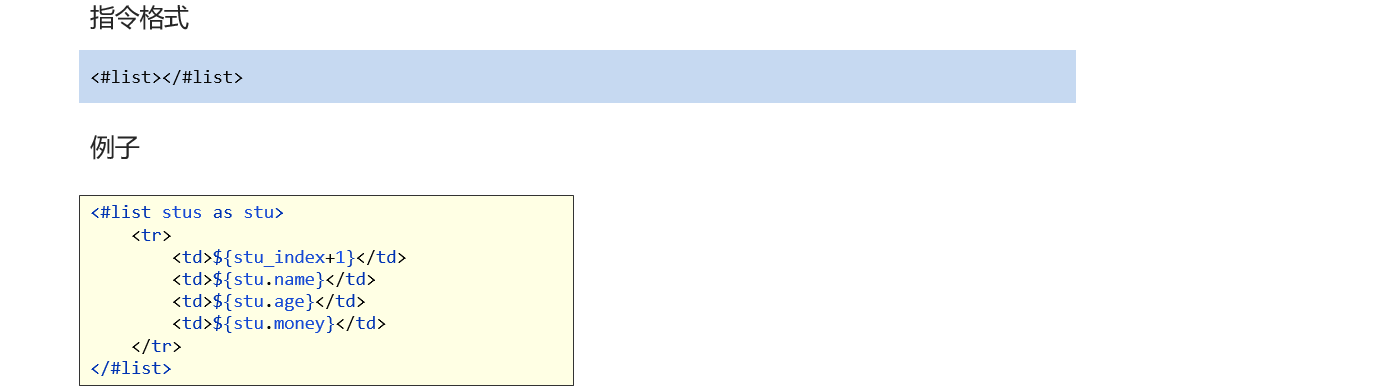 指令格式
<#list></#list>
例子
<#list stus as stu>
    <tr>
        <td>${stu_index+1}</td>
        <td>${stu.name}</td>
        <td>${stu.age}</td>
        <td>${stu.money}</td>
    </tr>
</#list>